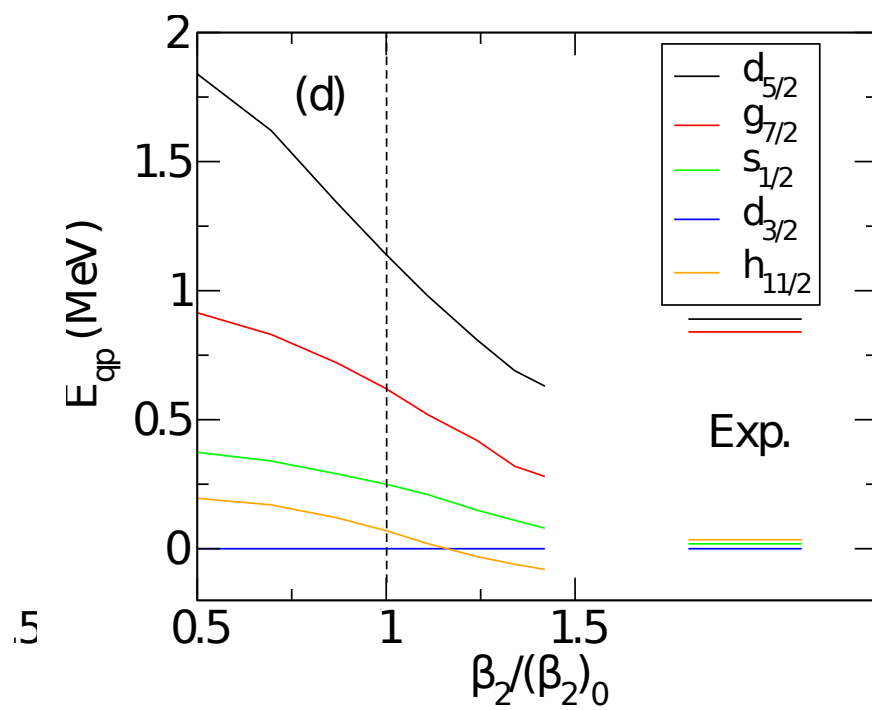 2
(d)
d5/2
g7/2
s1/2
d3/2
h11/2
1.5
1
0.5
0
Eqp (MeV)
Exp.
.5
0.5 1 1.5
β2/(β2)0